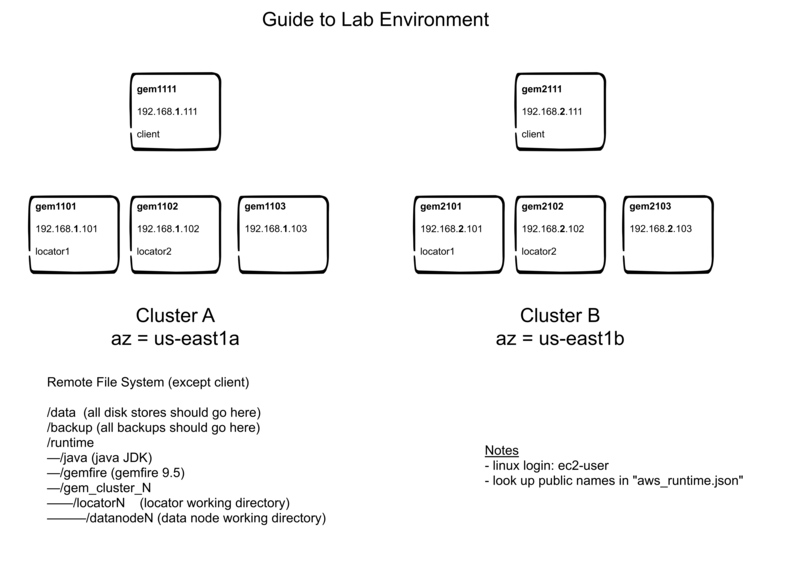 Guide to Lab Environment
gem1111
192.168.1.111
client
gem2111
192.168.2.111
client
gem1101
192.168.1.101
locator1
gem1102
192.168.1.102
locator2
gem1103
192.168.1.103
gem2101
192.168.2.101
locator1
gem2102
192.168.2.102
locator2
gem2103
192.168.2.103
Cluster A
az = us-east1a
Cluster B
az = us-east1b
Remote File System (except client)
/data  (all disk stores should go here)
/backup (all backups should go here)
/runtime
—/java (java JDK)
—/gemfire (gemfire 9.5)
—/gem_cluster_N
——/locatorN    (locator working directory)
———/datanodeN (data node working directory)
Notes
- linux login: ec2-user
- look up public names in "aws_runtime.json"